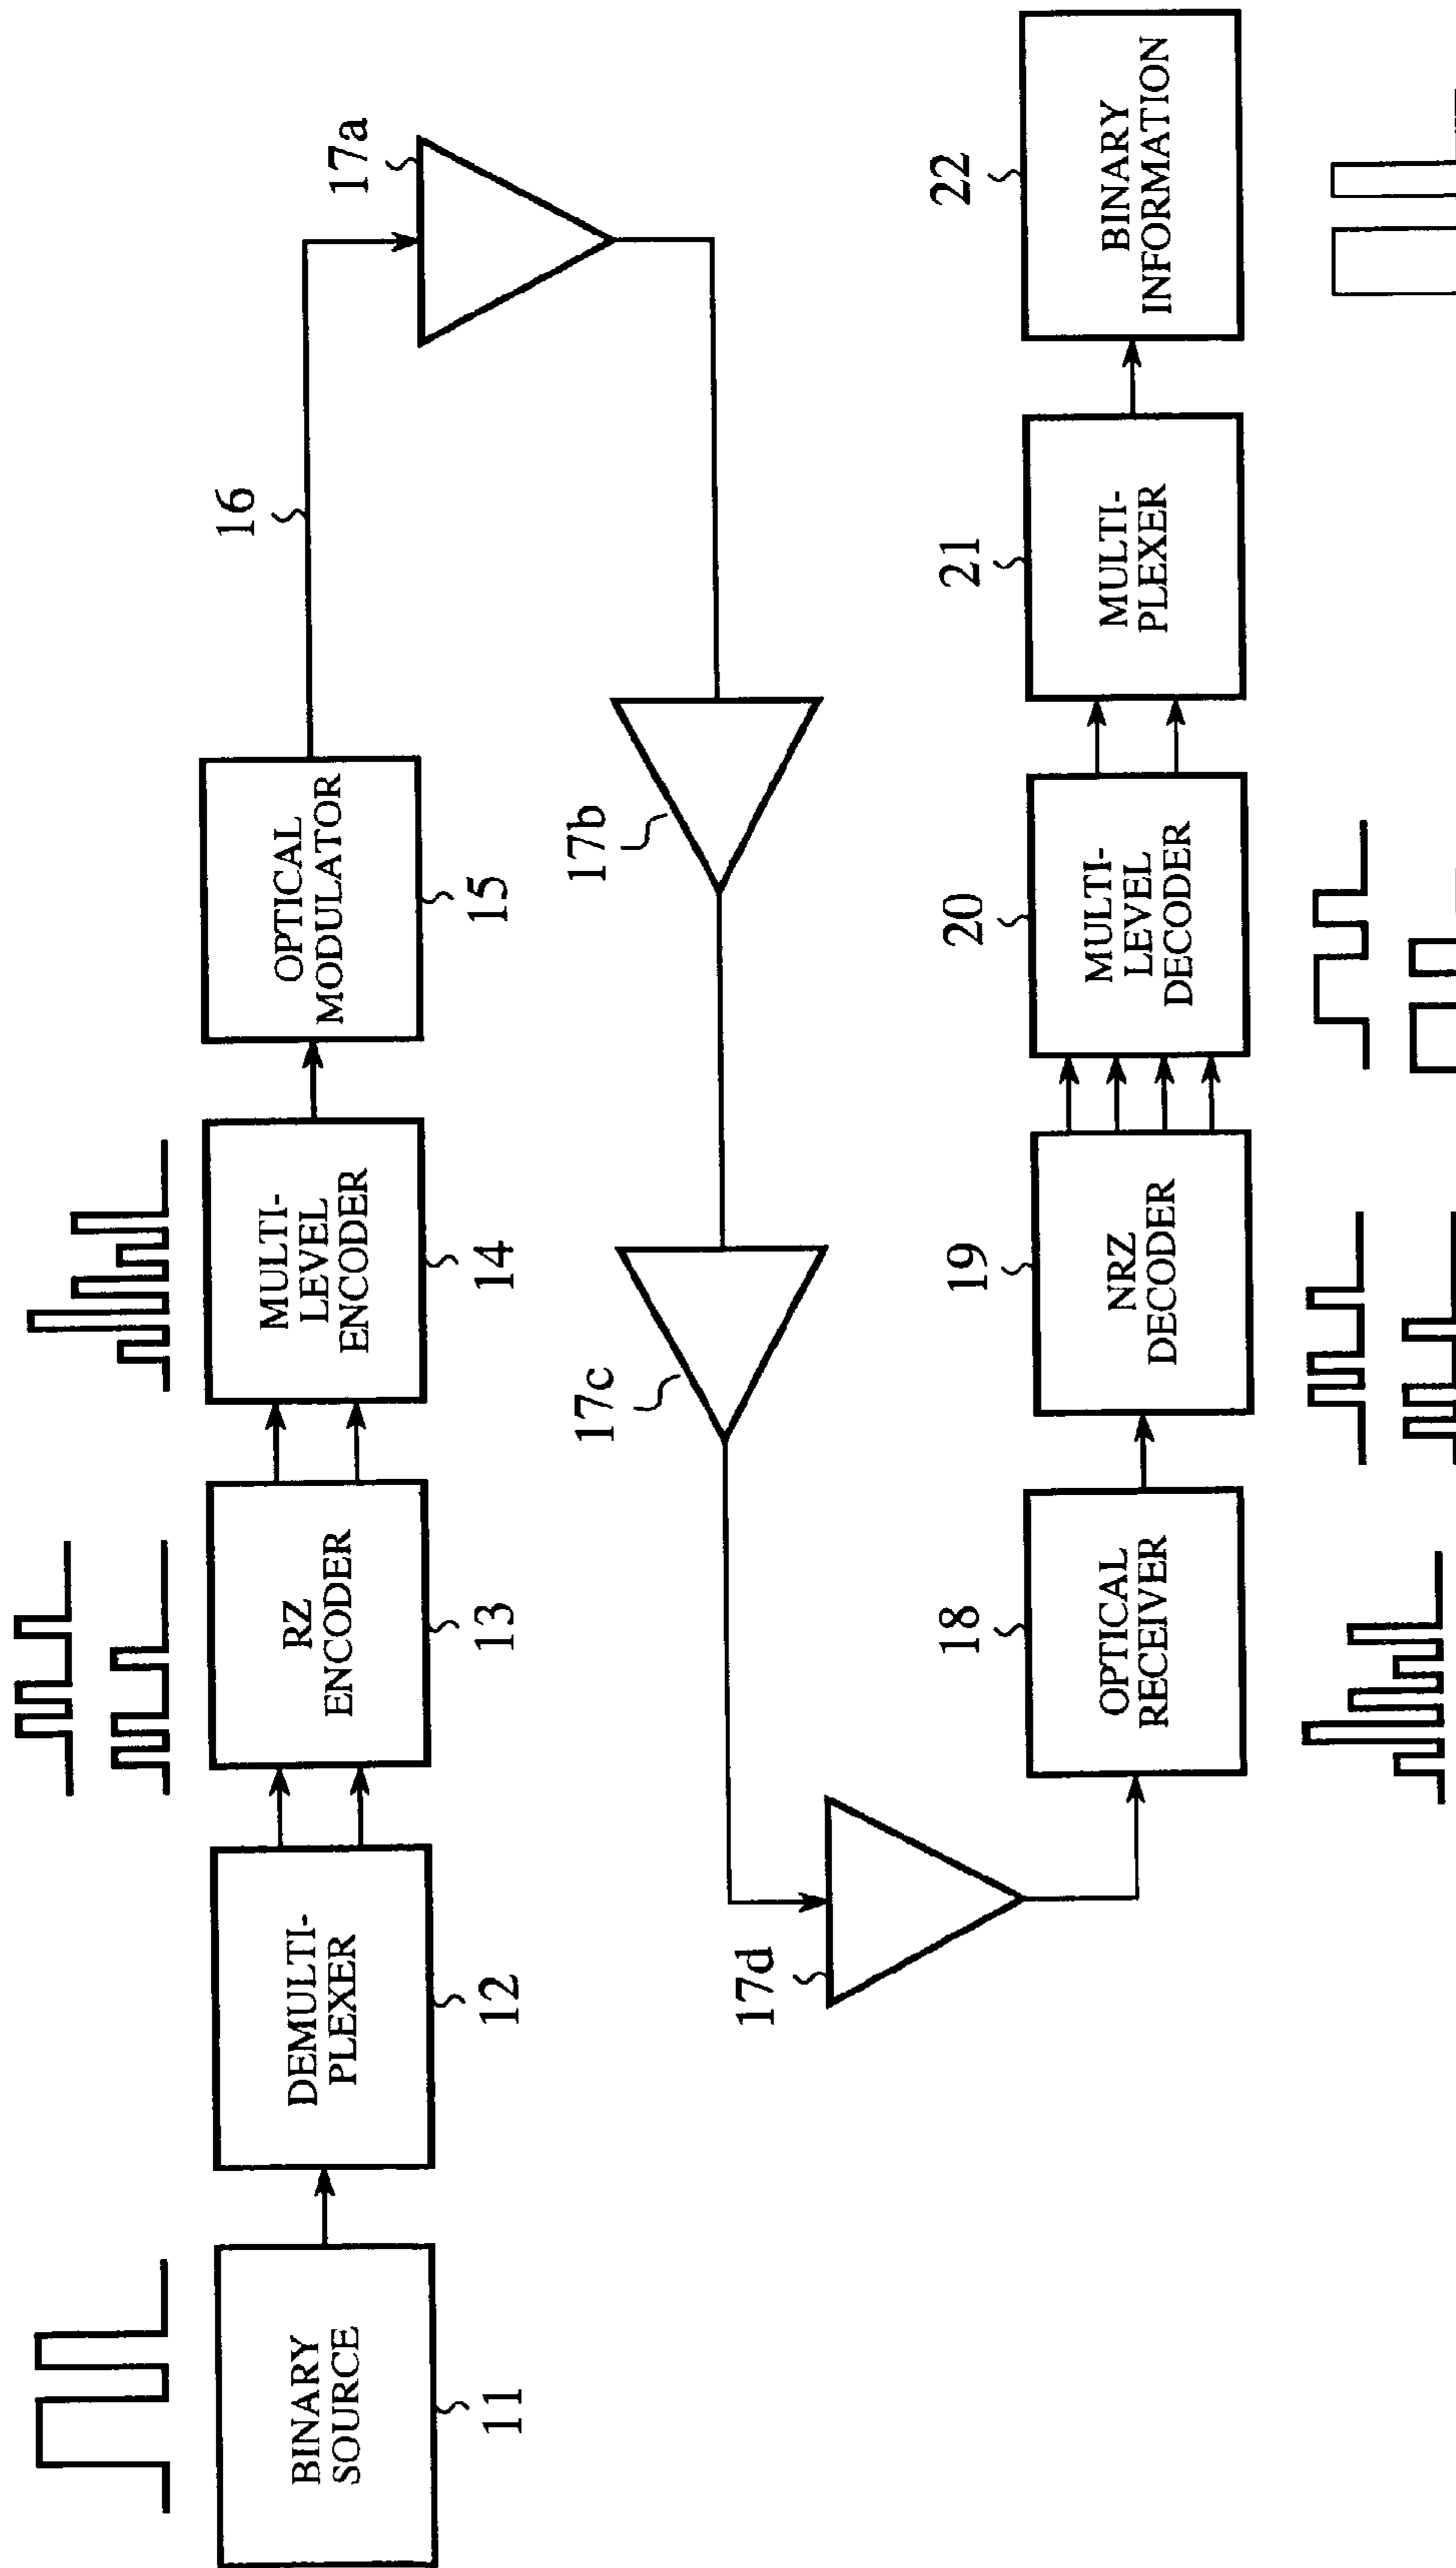 BINARY
SOURCE
11
DEMULTI-
PLEXER
12
RZ
ENCODER
13
MULTI-
LEVEL
ENCODER
14
OPTICAL
MODULATOR
15
16
17a
17b
17c
17d
OPTICAL
RECEIVER
18
NRZ
DECODER
19
MULTI-
LEVEL
DECODER
20
MULTI-
PLEXER
21
BINARY
INFORMATION
22